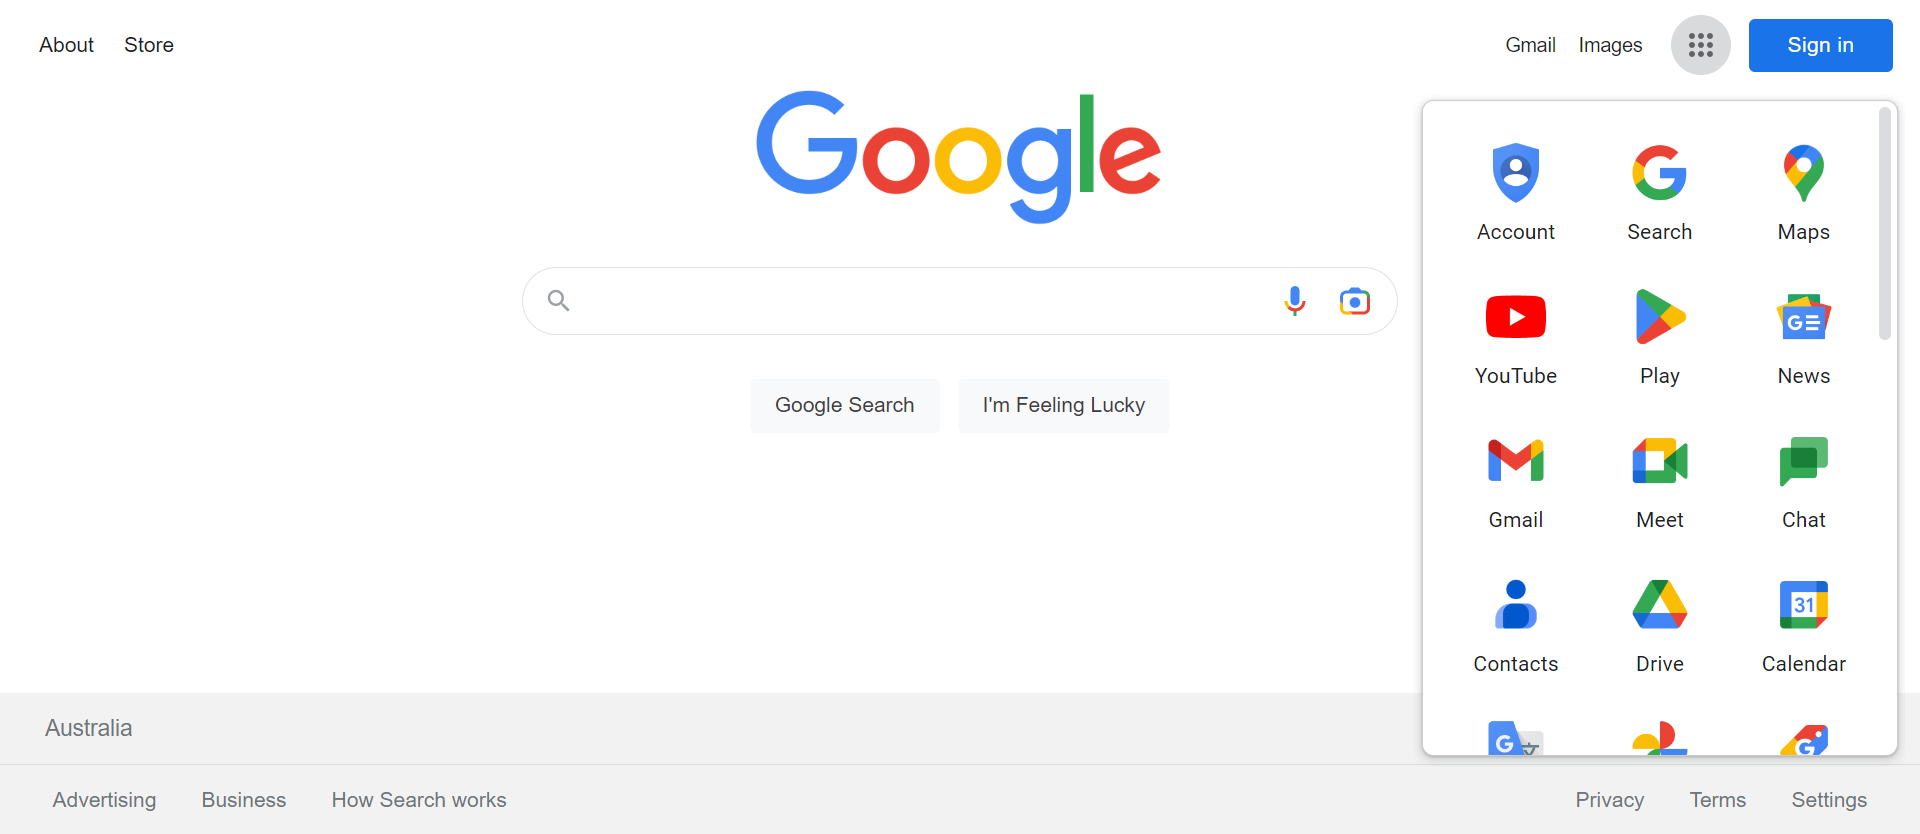 About Store
Gmail Images Sign in
Google
Google Search I'm Feeling Lucky
Account Search Maps
YouTube Play News
Gmail Meet Chat
31
Contacts Drive Calendar
Australia
Advertising Business How Search works
Privacy Terms Settings